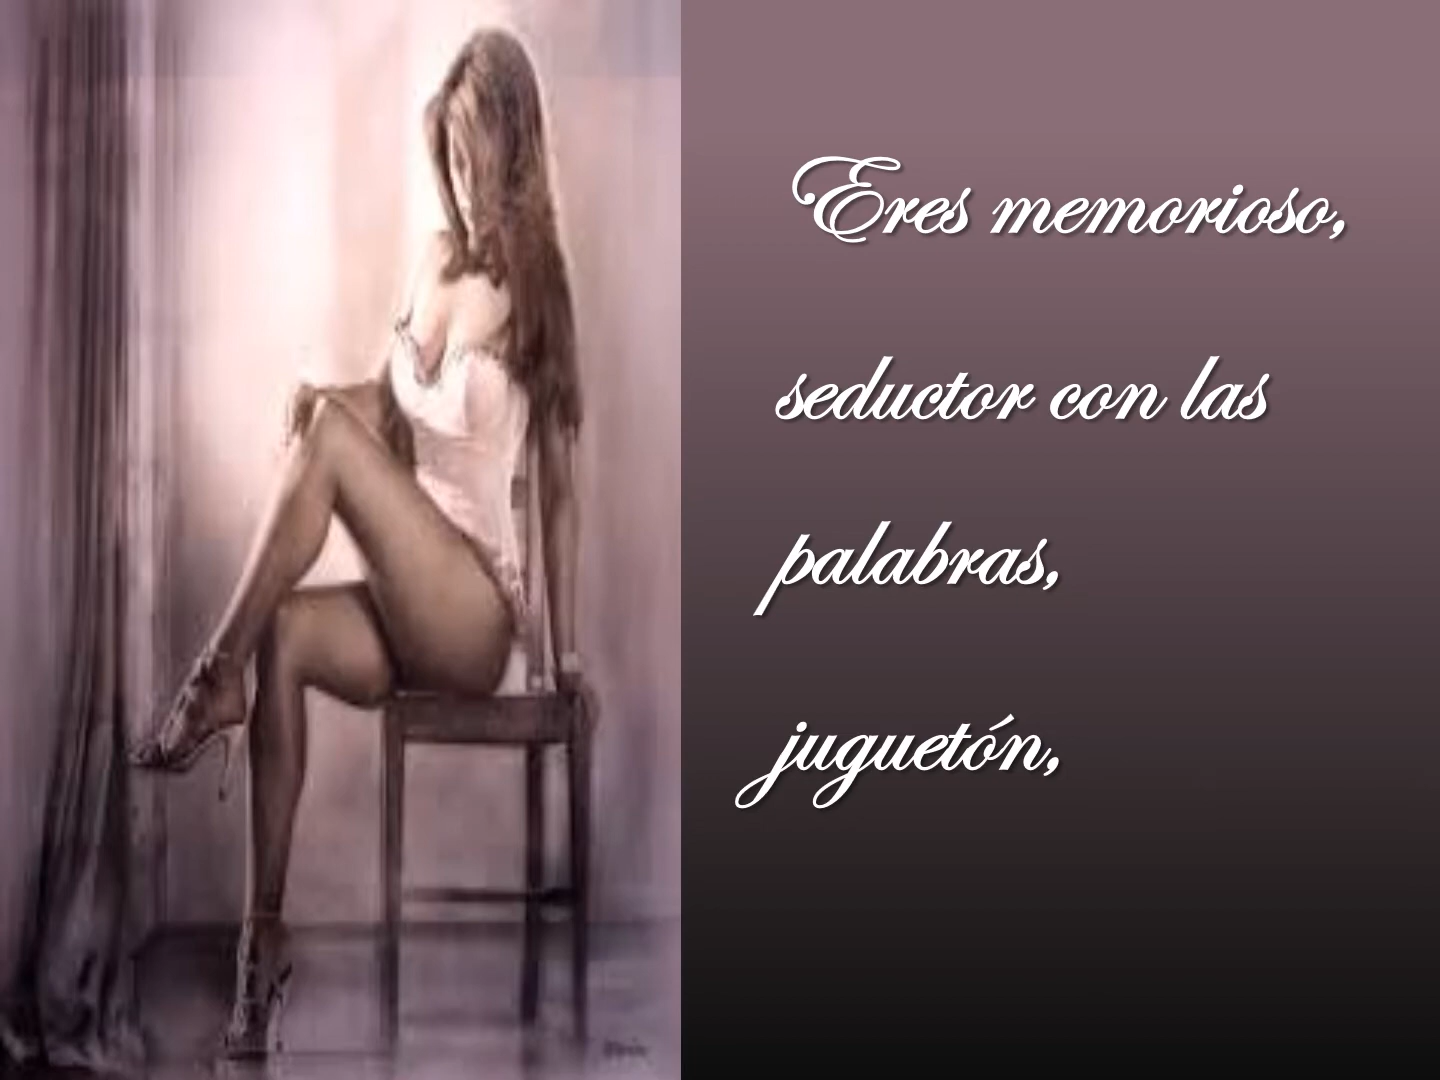 Eres memorioso,
seductor con las
palabras,
juguetón,